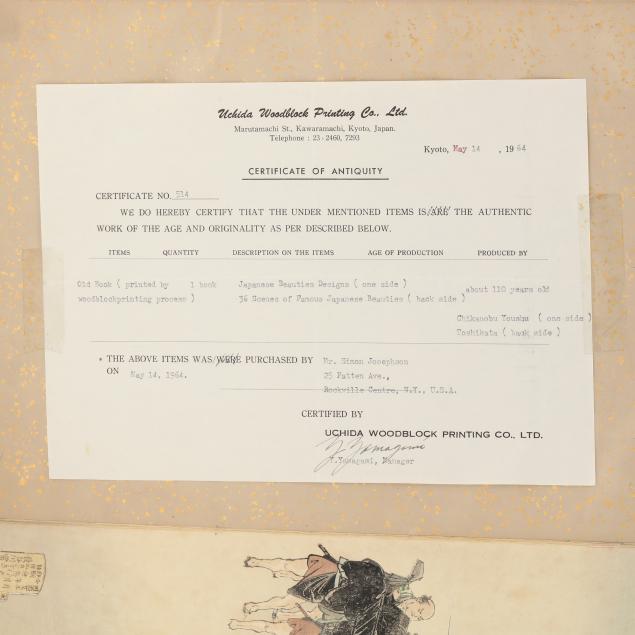 Uchida Woodblock Printing Co., Ltd.
Marutamachi St., Kawaramachi, Kyoto, Japan.
Telephone : 23-2460, 7293
Kyoto, May 14 , 1964
CERTIFICATE OF ANTIQUITY
CERTIFICATE NO. 514
WE DO HEREBY CERTIFY THAT THE UNDER MENTIONED ITEMS IS/ARE THE AUTHENTIC
WORK OF THE AGE AND ORIGINALITY AS PER DESCRIBED BELOW.
ITEMS QUANTITY DESCRIPTION ON THE ITEMS AGE OF PRODUCTION PRODUCED BY
Old Book ( printed by 1 book Japanese Beauties Designs ( one side ) about 110 years old
woodblockprinting process ) 36 Scenes of Famous Japanese Beauties ( back side )
Chikanobu Youshu ( one side )
Toshikata ( back side )
* THE ABOVE ITEMS WAS/WERE PURCHASED BY Mr. Simon Josephson
ON May 14, 1964. 25 Patten Ave.,
Rockville Centre, N.Y., U.S.A.
CERTIFIED BY
UCHIDA WOODBLOCK PRINTING CO., LTD.
Y. Yamagami
Y.Yamagami, Manager